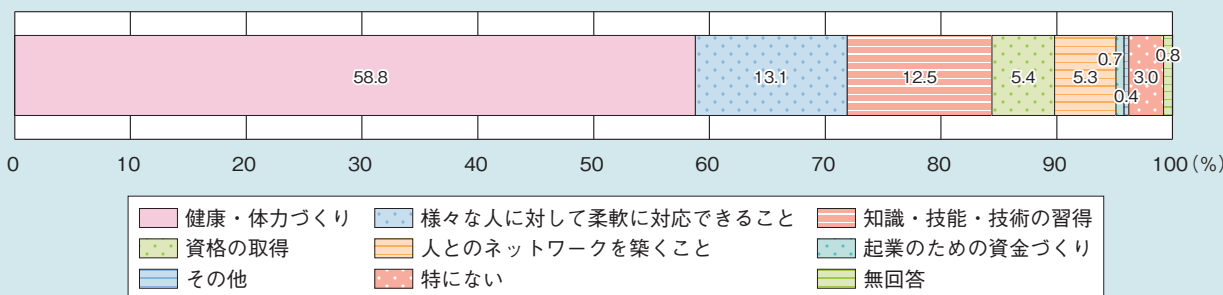 58.8 13.1 12.5 5.4 5.3 0.7 0.4 3.0 0.8
0 10 20 30 40 50 60 70 80 90 100(%)
健康・体力づくり 様々な人に対して柔軟に対応できること 知識・技能・技術の習得
資格の取得 人とのネットワークを築くこと 起業のための資金づくり
その他 特にない 無回答